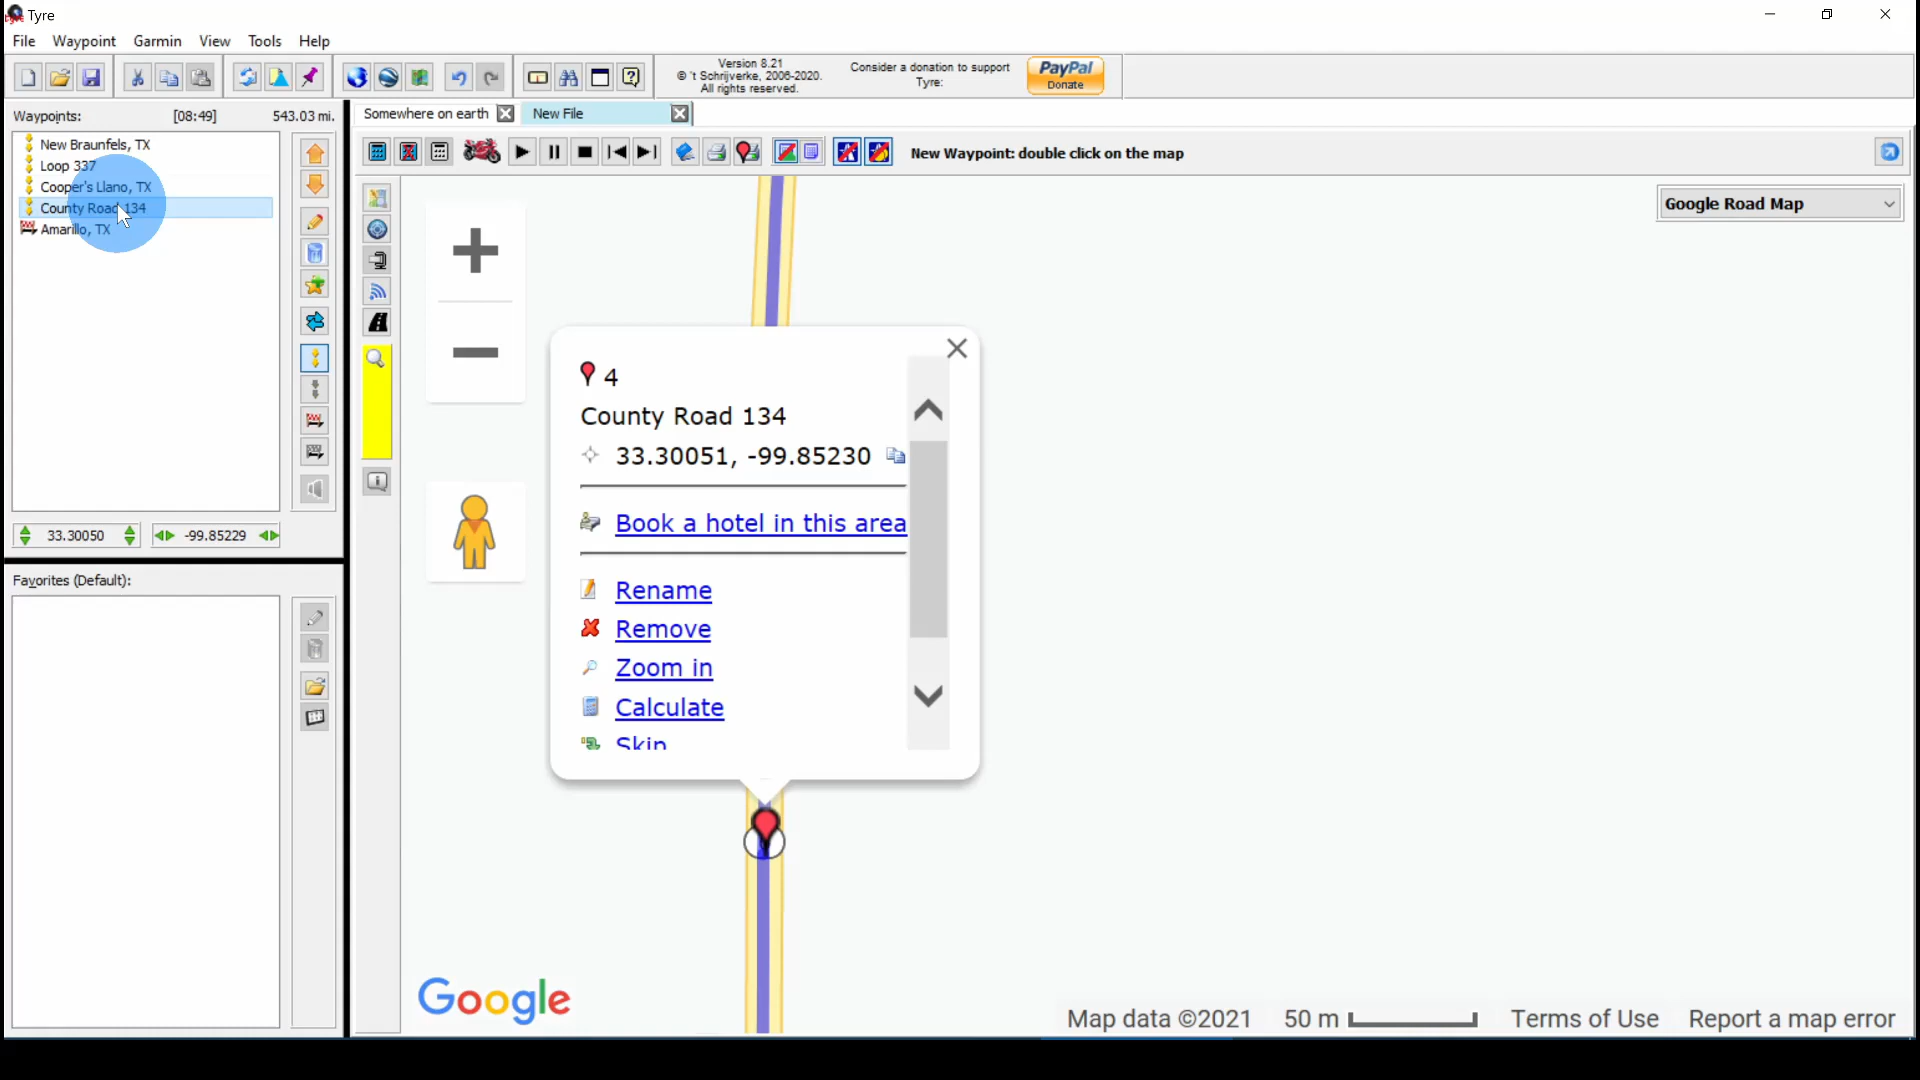 Tyre
File Waypoint Garmin View Tools Help
Version 8.21
© 't Schrijverke, 2006-2020.
All rights reserved.
Consider a donation to support
Tyre:
PayPal
Donate
Waypoints: [08:49] 543.03 mi.
Somewhere on earth New File
New Waypoint: double click on the map
New Braunfels, TX
Loop 337
Cooper's Llano, TX
County Road 134
Amarillo, TX
33.30050 -99.85229
Favorites (Default):
Google Road Map
4
County Road 134
33.30051, -99.85230
Book a hotel in this area
Rename
Remove
Zoom in
Calculate
Skip
Google
Map data ©2021 50 m Terms of Use Report a map error